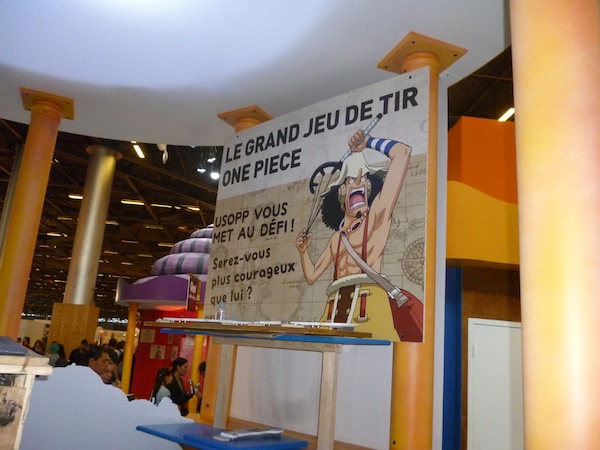 LE GRAND JEU DE TIR
ONE PIECE
USOPP VOUS
MET AU DÉFI !
Serez-vous
plus courageux
que lui ?